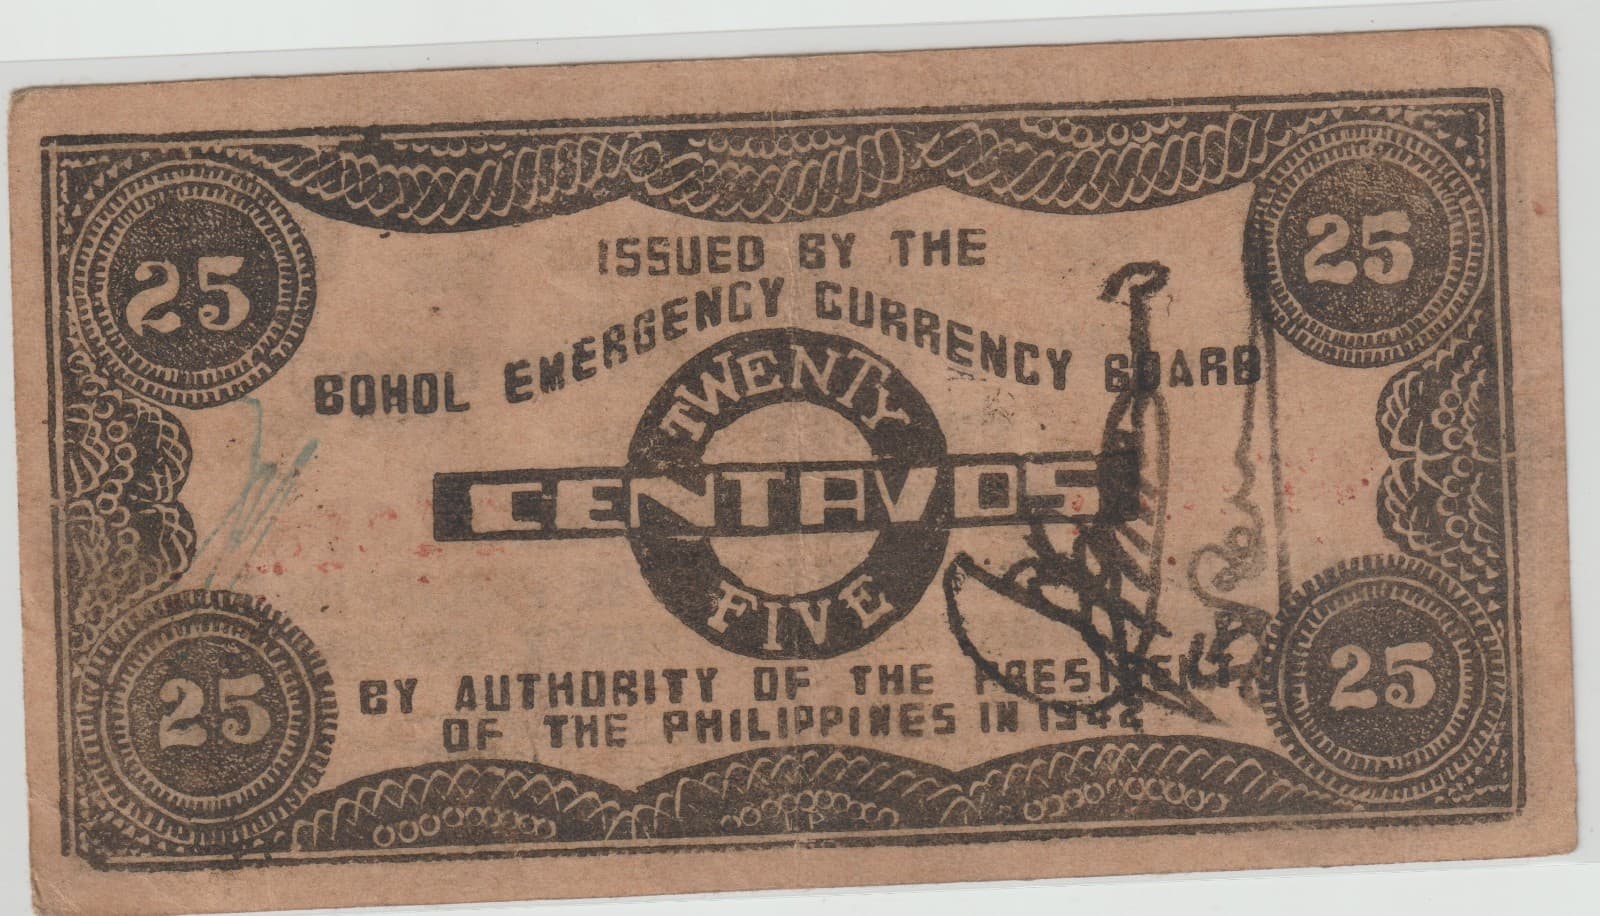 25
25
ISSUED BY THE
BOHOL EMERGENCY CURRENCY BOARD
TWENTY
CENTAVOS
FIVE
BY AUTHORITY OF THE PRESIDENT
OF THE PHILIPPINES IN 1942
25
25